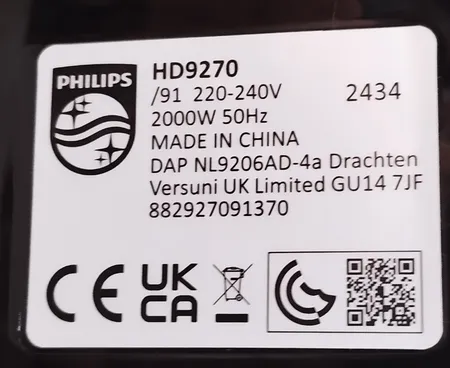 PHILIPS
HD9270
/91 220-240V 2434
2000W 50Hz
MADE IN CHINA
DAP NL9206AD-4a Drachten
Versuni UK Limited GU14 7JF
882927091370
CE UK
CA